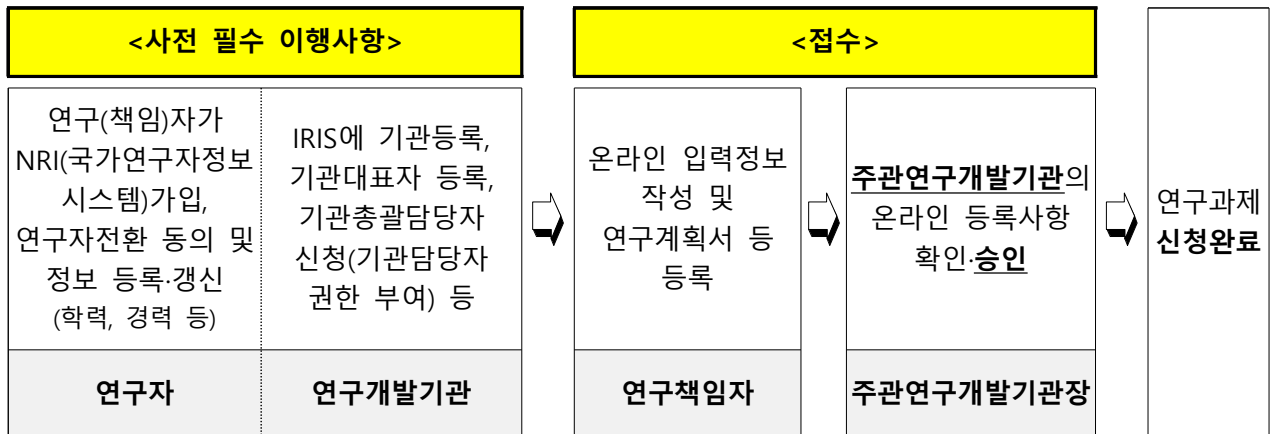 <사전 필수 이행사항>
<접수>
연구(책임)자가
NRI(국가연구자정보
시스템)가입,
연구자전환 동의 및
정보 등록·갱신
(학력, 경력 등)
연구자
IRIS에 기관등록,
기관대표자 등록,
기관총괄담당자
신청(기관담당자
권한 부여) 등
연구개발기관
온라인 입력정보
작성 및
연구계획서 등
등록
연구책임자
주관연구개발기관의
온라인 등록사항
확인·승인
주관연구개발기관장
연구과제
신청완료